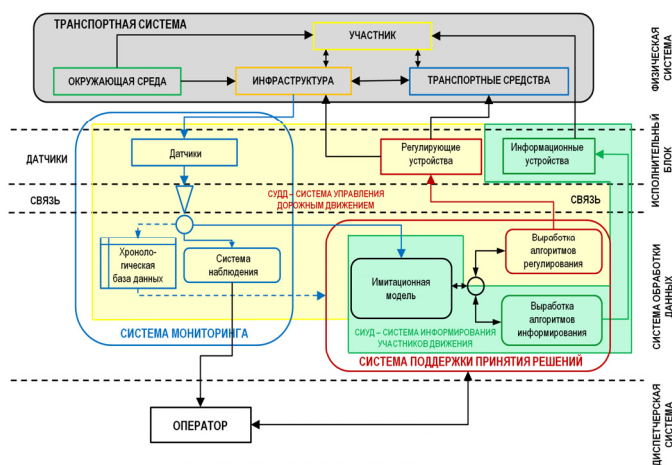 ТРАНСПОРТНАЯ СИСТЕМА
УЧАСТНИК
ОКРУЖАЮЩАЯ СРЕДА
ИНФРАСТРУКТУРА
ТРАНСПОРТНЫЕ СРЕДСТВА
ФИЗИЧЕСКАЯ
СИСТЕМА
ДАТЧИКИ
Датчики
Регулирующие
устройства
Информационные
устройства
ИСПОЛНИТЕЛЬНЫЙ
БЛОК
СВЯЗЬ
СУДД – СИСТЕМА УПРАВЛЕНИЯ
ДОРОЖНЫМ ДВИЖЕНИЕМ
СВЯЗЬ
Хроноло-
гическая
база данных
Система
наблюдения
Имитационная
модель
Выработка
алгоритмов
регулирования
Выработка
алгоритмов
информирования
СИУД – СИСТЕМА ИНФОРМИРОВАНИЯ
УЧАСТНИКОВ ДВИЖЕНИЯ
СИСТЕМА МОНИТОРИНГА
СИСТЕМА ПОДДЕРЖКИ ПРИНЯТИЯ РЕШЕНИЙ
СИСТЕМА ОБРАБОТКИ
ДАННЫХ
ОПЕРАТОР
ДИСПЕТЧЕРСКАЯ
СИСТЕМА